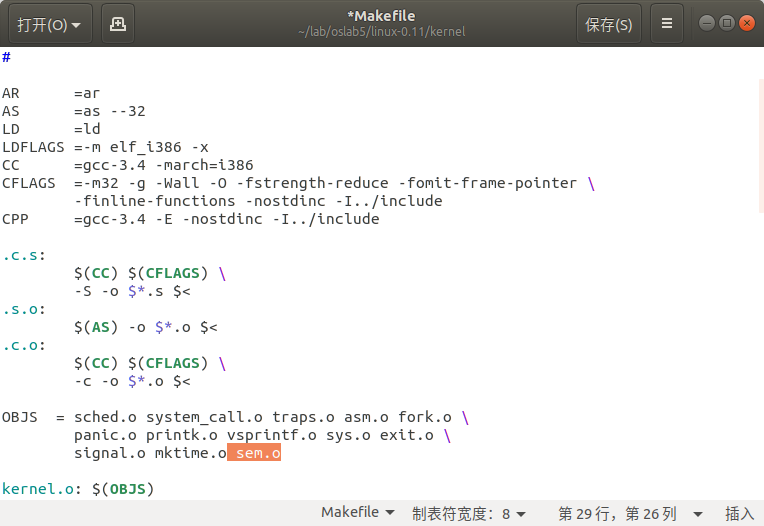 打开(O)
*Makefile
~/lab/oslab5/linux-0.11/kernel
保存(S)
#
AR      =ar
AS      =as --32
LD      =ld
LDFLAGS =-m elf_i386 -x
CC      =gcc-3.4 -march=i386
CFLAGS  =-m32 -g -Wall -O -fstrength-reduce -fomit-frame-pointer \
        -finline-functions -nostdinc -I../include
CPP     =gcc-3.4 -E -nostdinc -I../include
.c.s:
        $(CC) $(CFLAGS) \
        -S -o $*.s $<
.s.o:
        $(AS) -o $*.o $<
.c.o:
        $(CC) $(CFLAGS) \
        -c -o $*.o $<
OBJS  = sched.o system_call.o traps.o asm.o fork.o \
        panic.o printk.o vsprintf.o sys.o exit.o \
        signal.o mktime.o sem.o
kernel.o: $(OBJS)
Makefile 制表符宽度: 8 第 29 行，第 26 列 插入